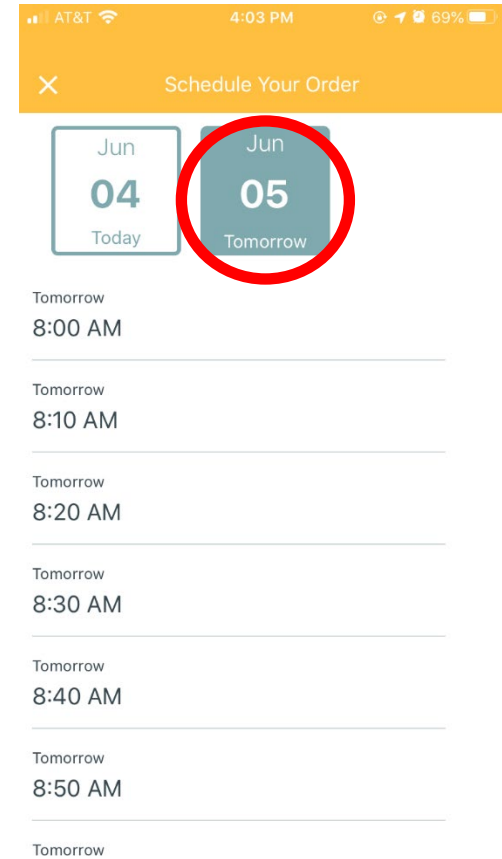 AT&T 4:03 PM 69%
Schedule Your Order
Jun
04
Today
Jun
05
Tomorrow
Tomorrow
8:00 AM
Tomorrow
8:10 AM
Tomorrow
8:20 AM
Tomorrow
8:30 AM
Tomorrow
8:40 AM
Tomorrow
8:50 AM
Tomorrow